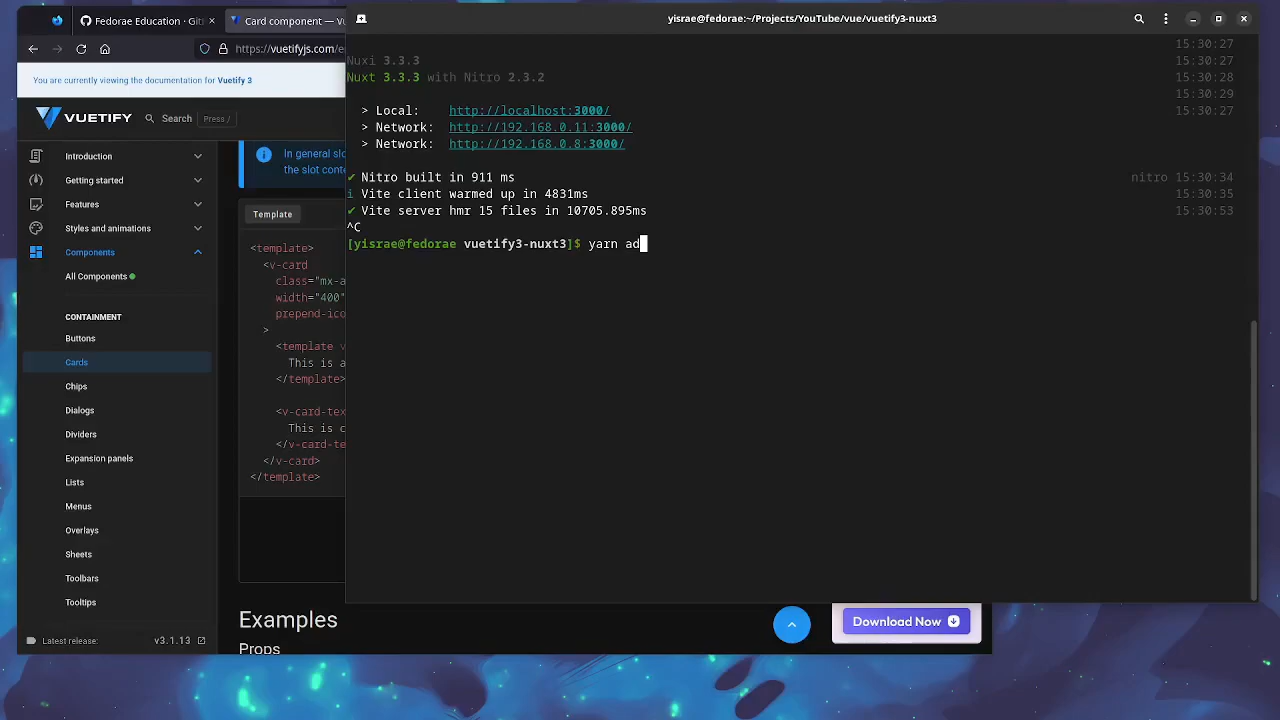 Fedorae Education · Git
Card component — Vu
https://vuetifyjs.com/e
You are currently viewing the documentation for Vuetify 3
VUETIFY
Search
Press /
Introduction
Getting started
Features
Styles and animations
Components
All Components
CONTAINMENT
Buttons
Cards
Chips
Dialogs
Dividers
Expansion panels
Lists
Menus
Overlays
Sheets
Toolbars
Tooltips
Latest release:
v3.1.13
In general slo
the slot conte
Template
<template>
<v-card
class="mx-a
width="400"
prepend-ico
>
<template v
This is a
</template>
<v-card-tex
This is c
</v-card-te
</v-card>
</template>
Examples
Props
Download Now
yisrae@fedorae:~/Projects/YouTube/vue/vuetify3-nuxt3
15:30:27
Nuxi 3.3.3 15:30:27
Nuxt 3.3.3 with Nitro 2.3.2 15:30:28
15:30:29
> Local: http://localhost:3000/ 15:30:27
> Network: http://192.168.0.11:3000/
> Network: http://192.168.0.8:3000/
✔ Nitro built in 911 ms nitro 15:30:34
i Vite client warmed up in 4831ms 15:30:35
✔ Vite server hmr 15 files in 10705.895ms 15:30:53
^C
[yisrae@fedorae vuetify3-nuxt3]$ yarn ad